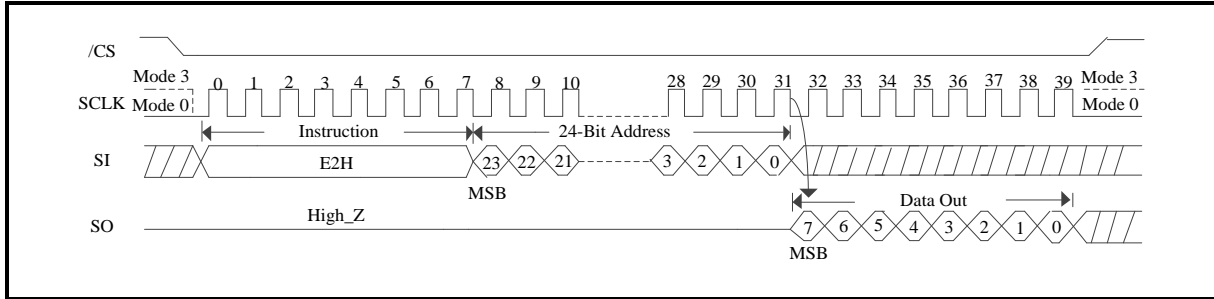 /CS
Mode 3
0 1 2 3 4 5 6 7 8 9 10 28 29 30 31 32 33 34 35 36 37 38 39
Mode 3
SCLK
Mode 0
Mode 0
Instruction
24-Bit Address
SI
E2H
23 22 21 3 2 1 0
MSB
Data Out
High_Z
SO
7 6 5 4 3 2 1 0
MSB